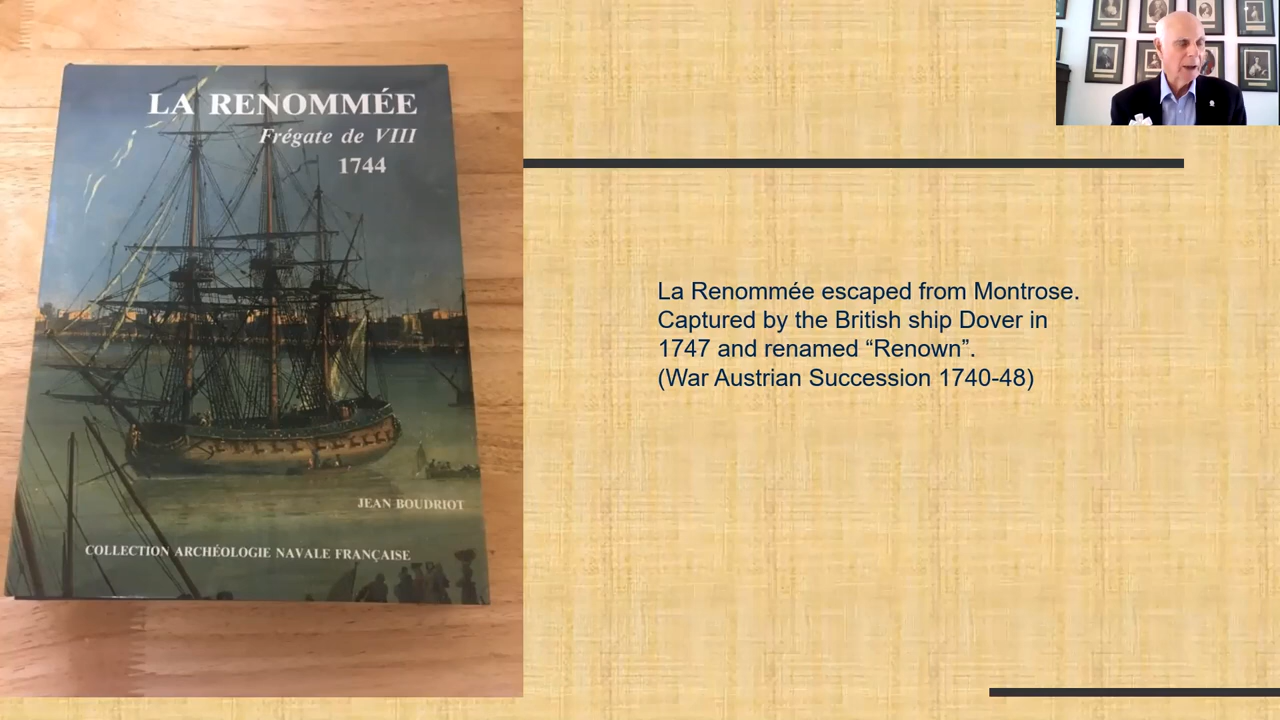 LA RENOMMÉE
Frégate de VIII
1744
JEAN BOUDRIOT
COLLECTION ARCHÉOLOGIE NAVALE FRANÇAISE
La Renommée escaped from Montrose.
Captured by the British ship Dover in
1747 and renamed “Renown”.
(War Austrian Succession 1740-48)